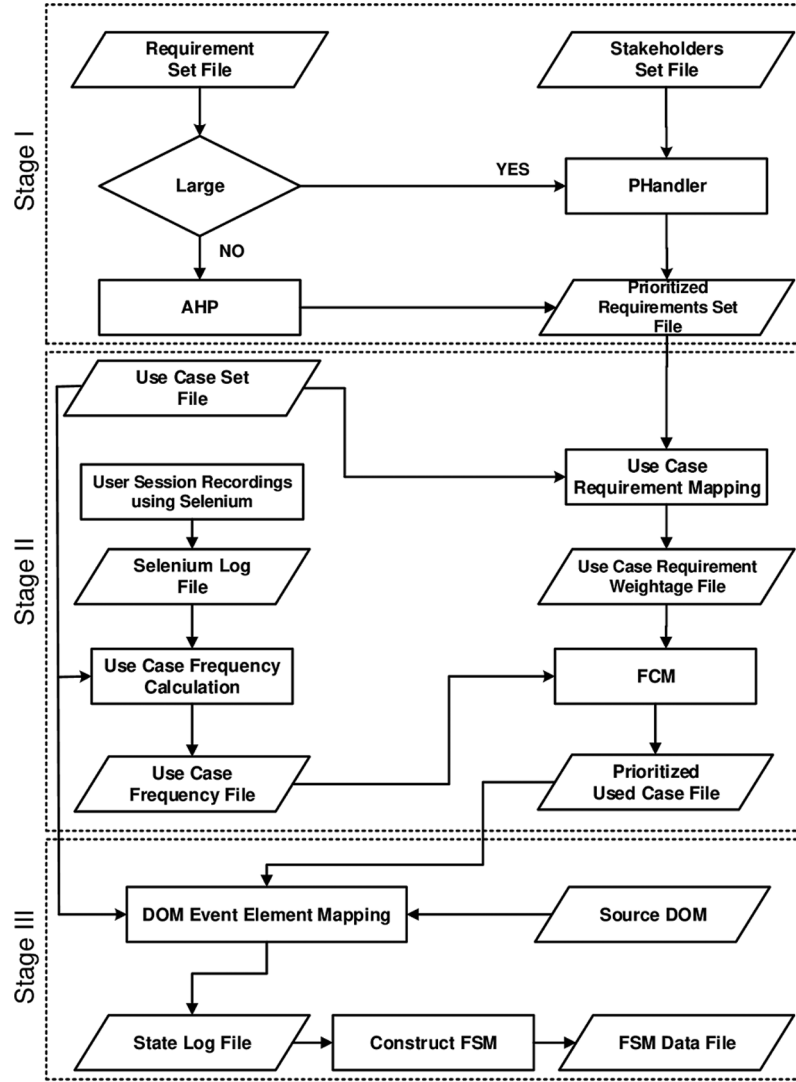 Stage I
Requirement
Set File
Stakeholders
Set File
Large
YES
PHandler
NO
AHP
Prioritized
Requirements Set
File
Stage II
Use Case Set
File
User Session Recordings
using Selenium
Use Case
Requirement Mapping
Selenium Log
File
Use Case Requirement
Weightage File
Use Case Frequency
Calculation
FCM
Use Case
Frequency File
Prioritized
Used Case File
Stage III
DOM Event Element Mapping
Source DOM
State Log File
Construct FSM
FSM Data File